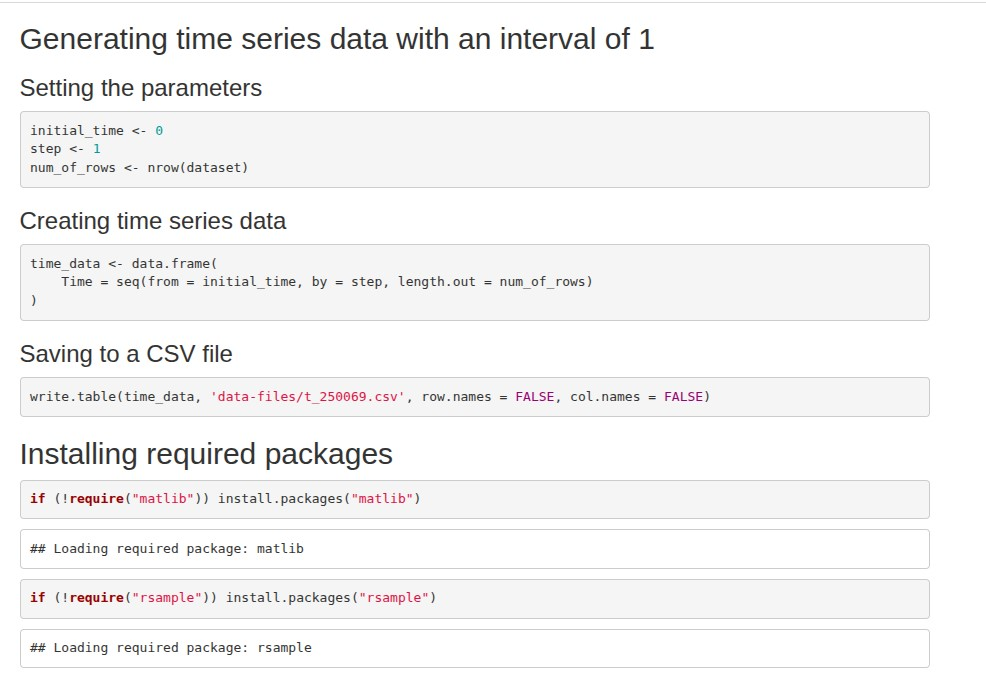 Generating time series data with an interval of 1
Setting the parameters
initial_time <- 0
step <- 1
num_of_rows <- nrow(dataset)
Creating time series data
time_data <- data.frame(
    Time = seq(from = initial_time, by = step, length.out = num_of_rows)
)
Saving to a CSV file
write.table(time_data, 'data-files/t_250069.csv', row.names = FALSE, col.names = FALSE)
Installing required packages
if (!require("matlib")) install.packages("matlib")
## Loading required package: matlib
if (!require("rsample")) install.packages("rsample")
## Loading required package: rsample